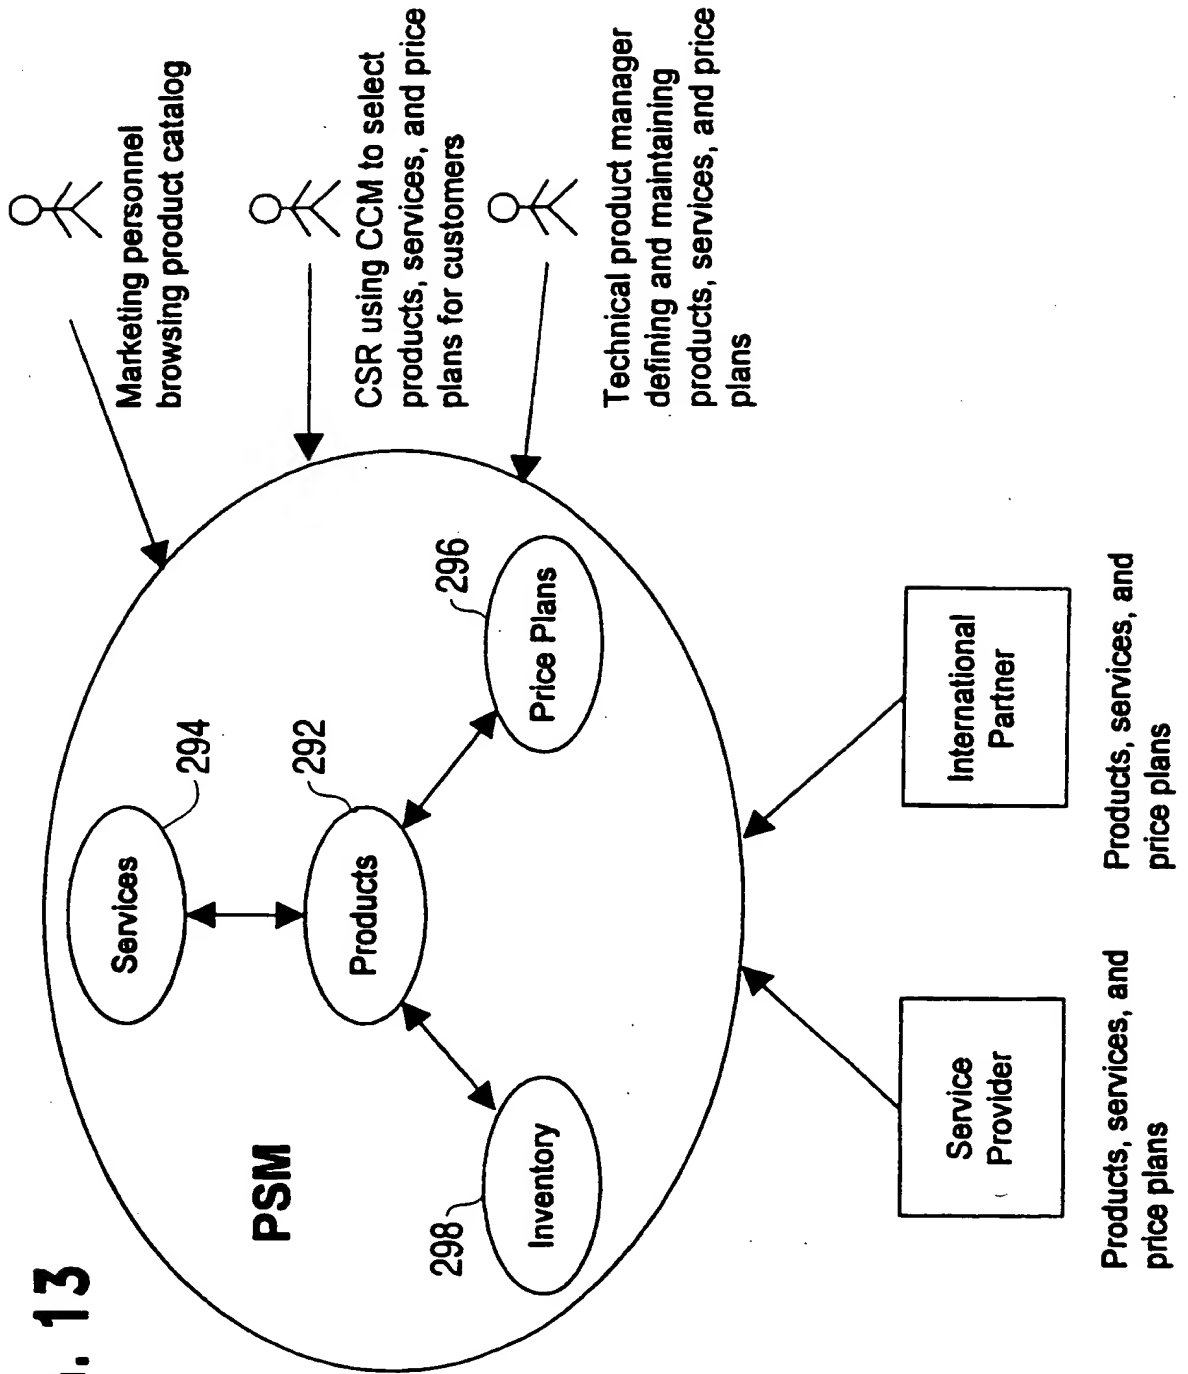 . 13
PSM
Services
294
Products
292
Price Plans
296
Inventory
298
Marketing personnel
browsing product catalog
CSR using CCM to select
products, services, and price
plans for customers
Technical product manager
defining and maintaining
products, services, and price
plans
Service
Provider
Products, services, and
price plans
International
Partner
Products, services, and
price plans